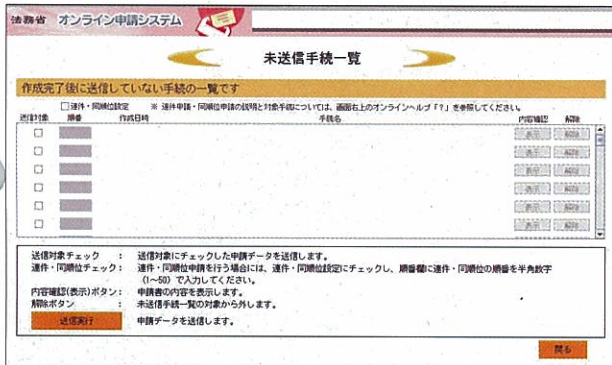 法務省 オンライン申請システム
未送信手続一覧
作成完了後に送信していない手続の一覧です
連件・同順位設定 ※ 連件申請・同順位申請の説明と対象手続については、画面右上のオンラインヘルプ「?」を参照してください。
送信対象 順番 作成日時 手続名 内容確認 解除
表示 解除
表示 解除
表示 解除
表示 解除
表示 解除
表示 解除
送信対象チェック : 送信対象にチェックした申請データを送信します。
連件・同順位チェック : 連件・同順位申請を行う場合には、連件・同順位設定にチェックし、順番欄に連件・同順位の順番を半角数字
(1~50) で入力してください。
内容確認(表示)ボタン : 申請書の内容を表示します。
解除ボタン : 未送信手続一覧の対象から外します。
送信実行 申請データを送信します。
戻る